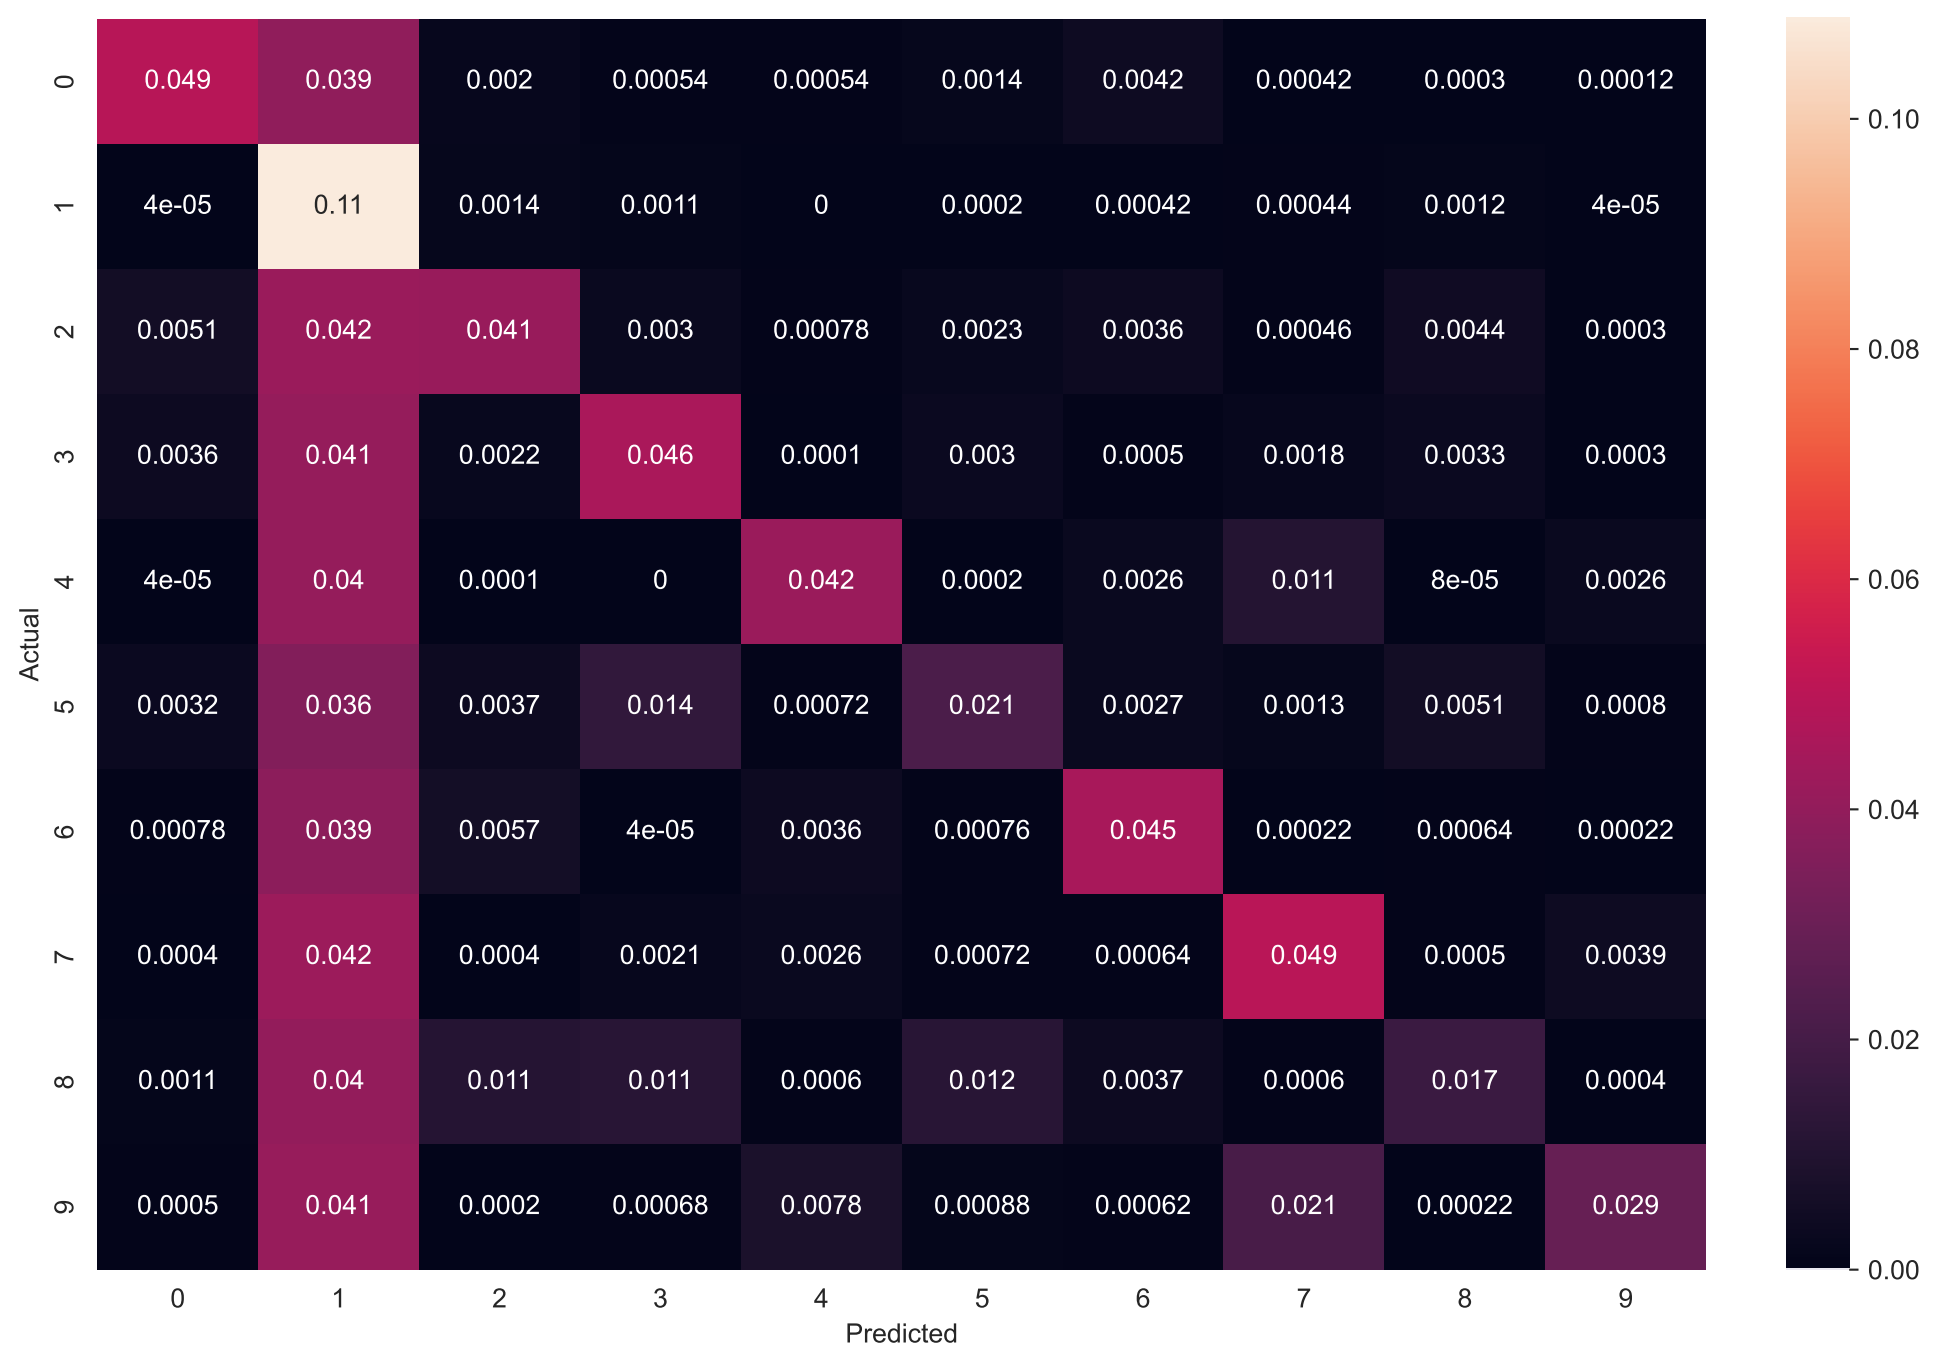 0 0.049 0.039 0.002 0.00054 0.00054 0.0014 0.0042 0.00042 0.0003 0.00012
1 4e-05 0.11 0.0014 0.0011 0 0.0002 0.00042 0.00044 0.0012 4e-05
2 0.0051 0.042 0.041 0.003 0.00078 0.0023 0.0036 0.00046 0.0044 0.0003
3 0.0036 0.041 0.0022 0.046 0.0001 0.003 0.0005 0.0018 0.0033 0.0003
4 4e-05 0.04 0.0001 0 0.042 0.0002 0.0026 0.011 8e-05 0.0026
5 0.0032 0.036 0.0037 0.014 0.00072 0.021 0.0027 0.0013 0.0051 0.0008
6 0.00078 0.039 0.0057 4e-05 0.0036 0.00076 0.045 0.00022 0.00064 0.00022
7 0.0004 0.042 0.0004 0.0021 0.0026 0.00072 0.00064 0.049 0.0005 0.0039
8 0.0011 0.04 0.011 0.011 0.0006 0.012 0.0037 0.0006 0.017 0.0004
9 0.0005 0.041 0.0002 0.00068 0.0078 0.00088 0.00062 0.021 0.00022 0.029
0 1 2 3 4 5 6 7 8 9
Predicted
Actual
0.10
0.08
0.06
0.04
0.02
0.00